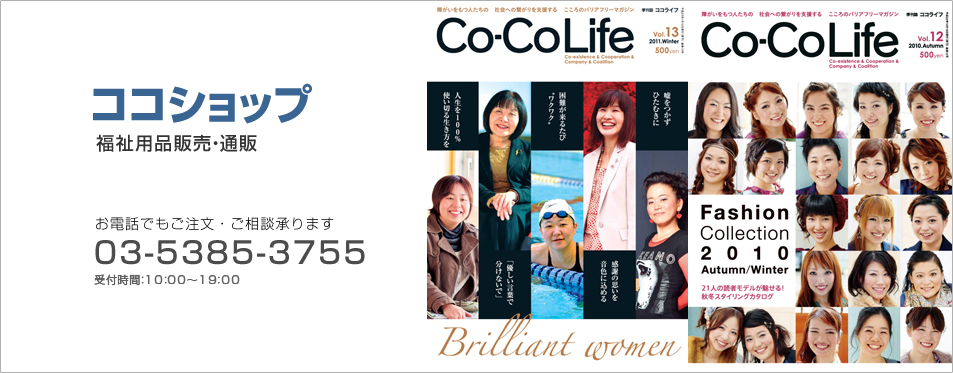 ココショップ
福祉用品販売・通販
お電話でもご注文・ご相談承ります
03-5385-3755
受付時間：10:00～19:00
障がいをもつ人たちの 社会への繋がりを支援する こころのバリアフリーマガジン
季刊誌 ココライフ
Co-CoLife
Vol.13
2011.Winter
500yen
Co-existence & Cooperation &
Company & Coalition
嘘をつかず
ひたむきに
困難が来るたび
“ワクワク”
人生を100%
使い切る生き方を
感謝の思いを
音色に込める
「優しい言葉で
分けないで」
Brilliant women
障がいをもつ人たちの 社会への繋がりを支援する こころのバリアフリーマガジン
季刊誌 ココライフ
Co-CoLife
Vol.12
2010.Autumn
500yen
Co-existence & Cooperation &
Company & Coalition
Fashion
Collection
2010
Autumn/Winter
21人の読者モデルが魅せる!
秋冬スタイリングカタログ